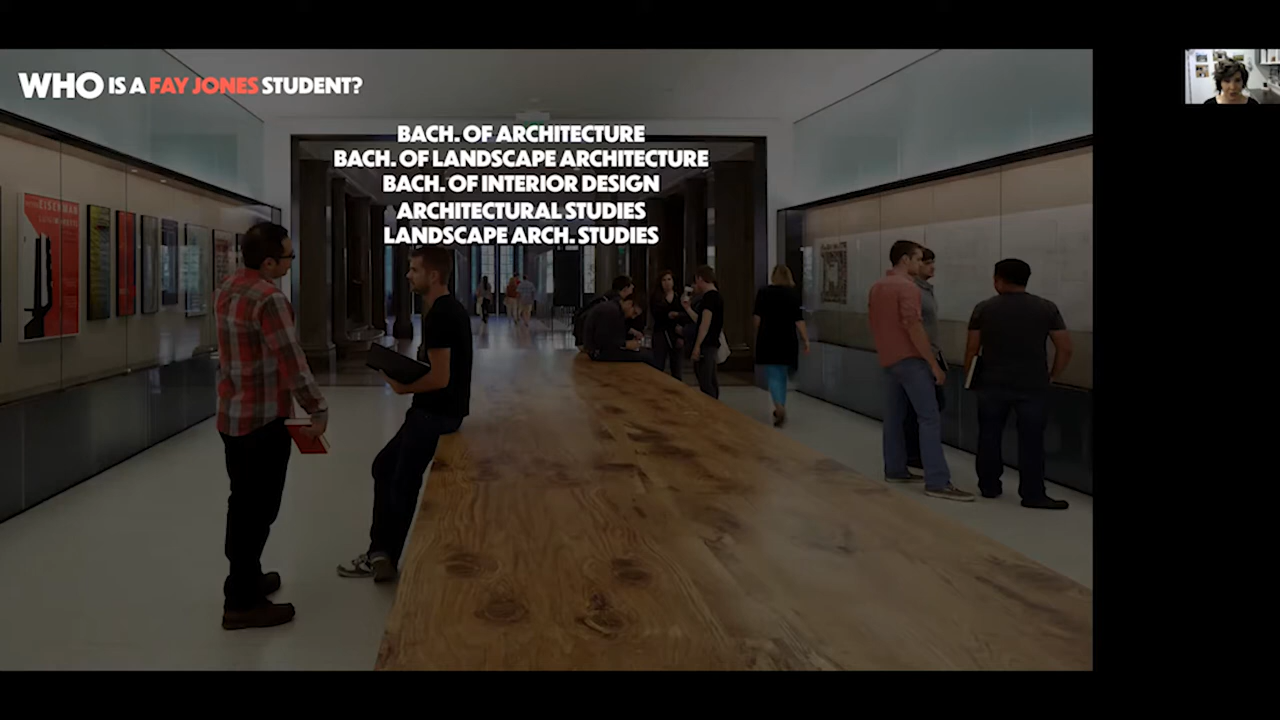 WHO IS A FAY JONES STUDENT?
BACH. OF ARCHITECTURE
BACH. OF LANDSCAPE ARCHITECTURE
BACH. OF INTERIOR DESIGN
ARCHITECTURAL STUDIES
LANDSCAPE ARCH. STUDIES
EISENMAN